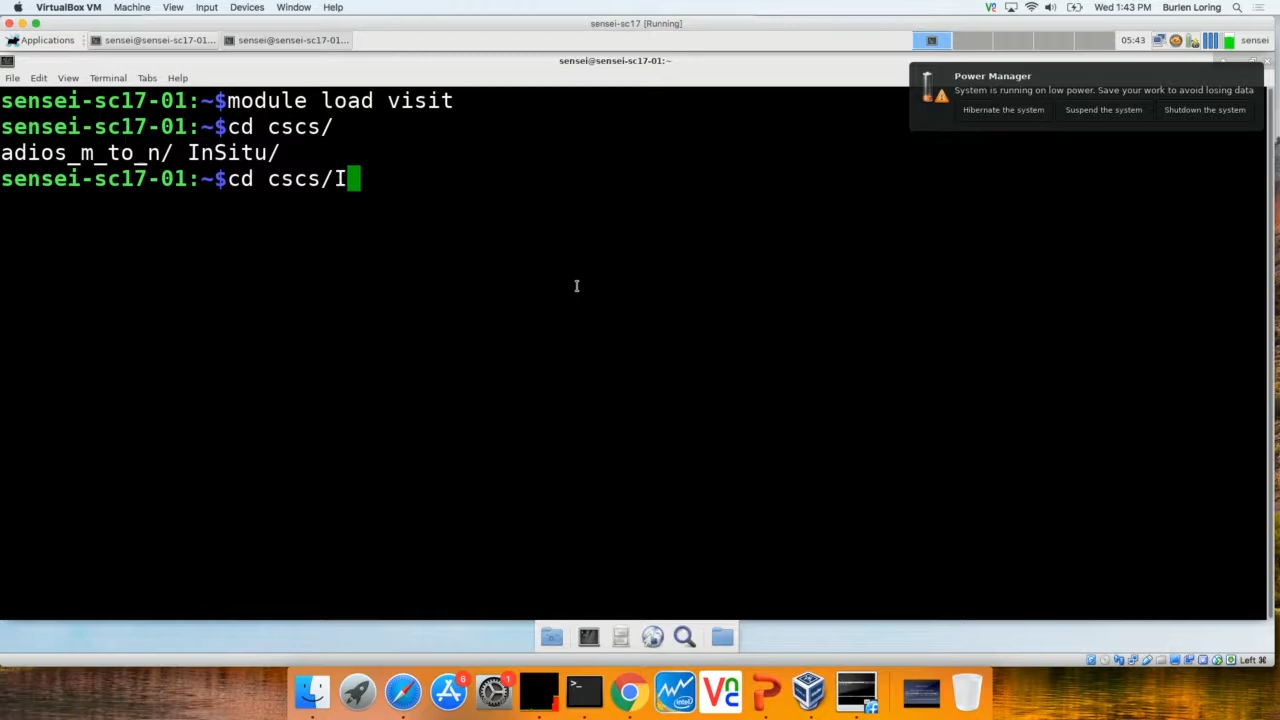 VirtualBox VM Machine View Input Devices Window Help Wed 1:43 PM Burlen Loring
sensei-sc17 [Running]
Applications sensei@sensei-sc17-01:... sensei@sensei-sc17-01... 05:43 sensei
sensei@sensei-sc17-01:~
File Edit View Terminal Tabs Help
Power Manager
System is running on low power. Save your work to avoid losing data
Hibernate the system Suspend the system Shutdown the system
sensei-sc17-01:~$module load visit
sensei-sc17-01:~$cd cscs/
adios_m_to_n/ InSitu/
sensei-sc17-01:~$cd cscs/I
Left ⌘
6
1
>_
intel